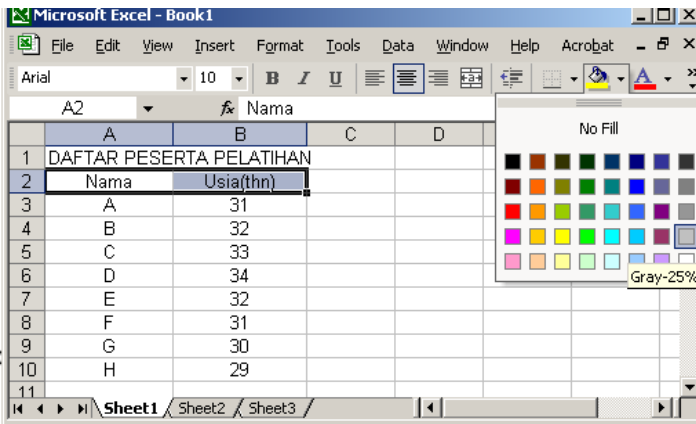 Microsoft Excel - Book1
File Edit View Insert Format Tools Data Window Help Acrobat
Arial 10 B I U A
A2 fx Nama
No Fill
A B C D
1 DAFTAR PESERTA PELATIHAN
2 Nama Usia(thn)
3 A 31
4 B 32
5 C 33
6 D 34
Gray-25%
7 E 32
8 F 31
9 G 30
10 H 29
11
Sheet1 Sheet2 Sheet3